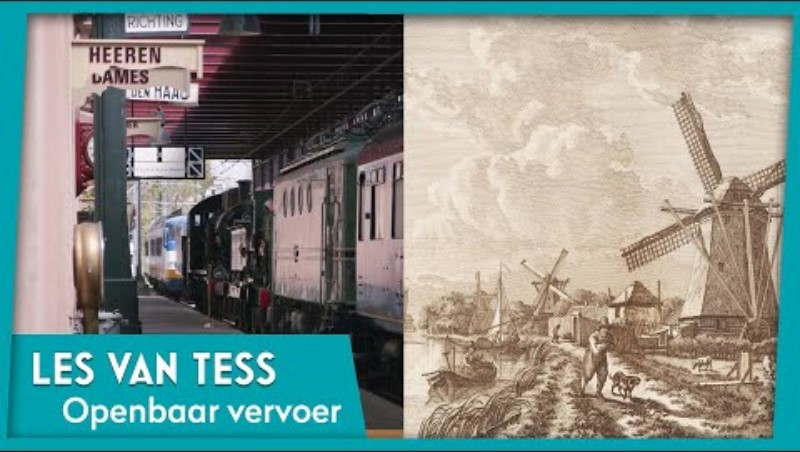 RICHTING
HEEREN
DAMES
DEN HAAG
LES VAN TESS
Openbaar vervoer